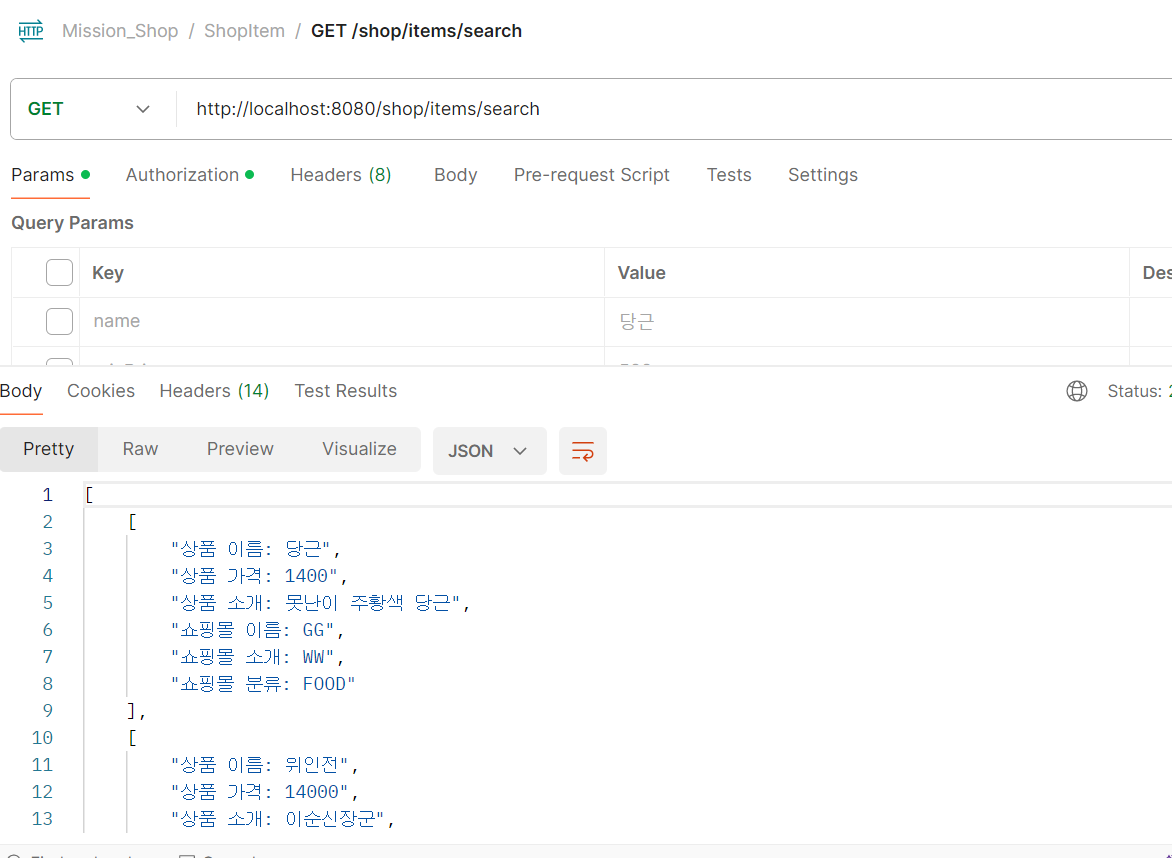 HTTP Mission_Shop / ShopItem / GET /shop/items/search
GET http://localhost:8080/shop/items/search
Params Authorization Headers (8) Body Pre-request Script Tests Settings
Query Params
Key Value Des
name 당근
Body Cookies Headers (14) Test Results Status: 2
Pretty Raw Preview Visualize JSON
1 [
2 [
3 "상품 이름: 당근",
4 "상품 가격: 1400",
5 "상품 소개: 못난이 주황색 당근",
6 "쇼핑몰 이름: GG",
7 "쇼핑몰 소개: WW",
8 "쇼핑몰 분류: FOOD"
9 ],
10 [
11 "상품 이름: 위인전",
12 "상품 가격: 14000",
13 "상품 소개: 이순신장군",